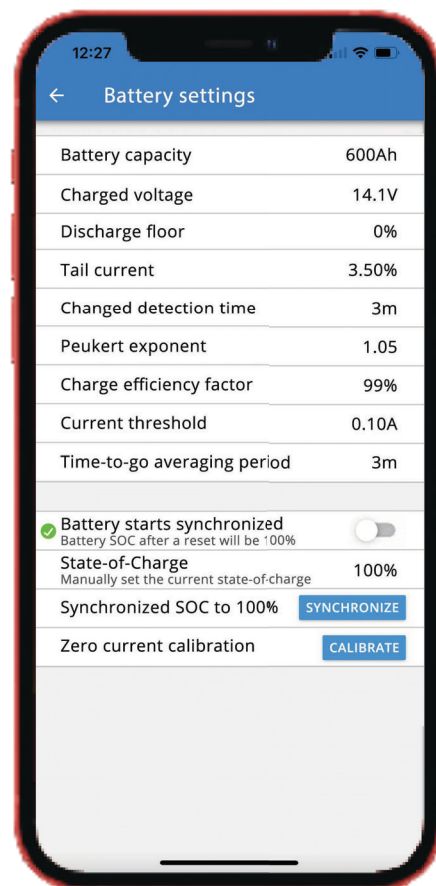 12:27
Battery settings
Battery capacity 600Ah
Charged voltage 14.1V
Discharge floor 0%
Tail current 3.50%
Changed detection time 3m
Peukert exponent 1.05
Charge efficiency factor 99%
Current threshold 0.10A
Time-to-go averaging period 3m
Battery starts synchronized
Battery SOC after a reset will be 100%
State-of-Charge 100%
Manually set the current state-of-charge
Synchronized SOC to 100% SYNCHRONIZE
Zero current calibration CALIBRATE